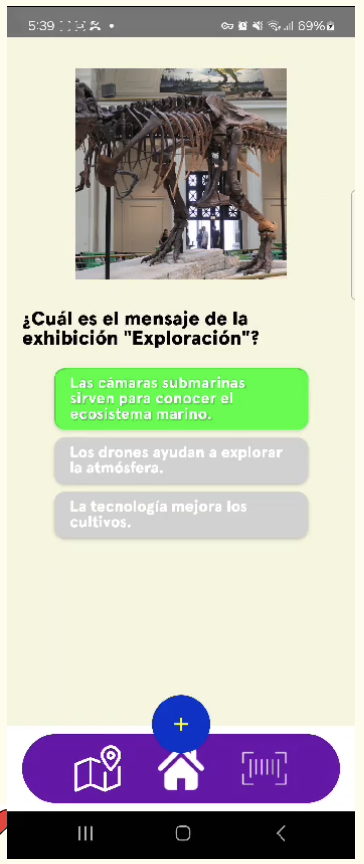 5:39
69%
¿Cuál es el mensaje de la
exhibición "Exploración"?
Las cámaras submarinas
sirven para conocer el
ecosistema marino.
Los drones ayudan a explorar
la atmósfera.
La tecnología mejora los
cultivos.
+